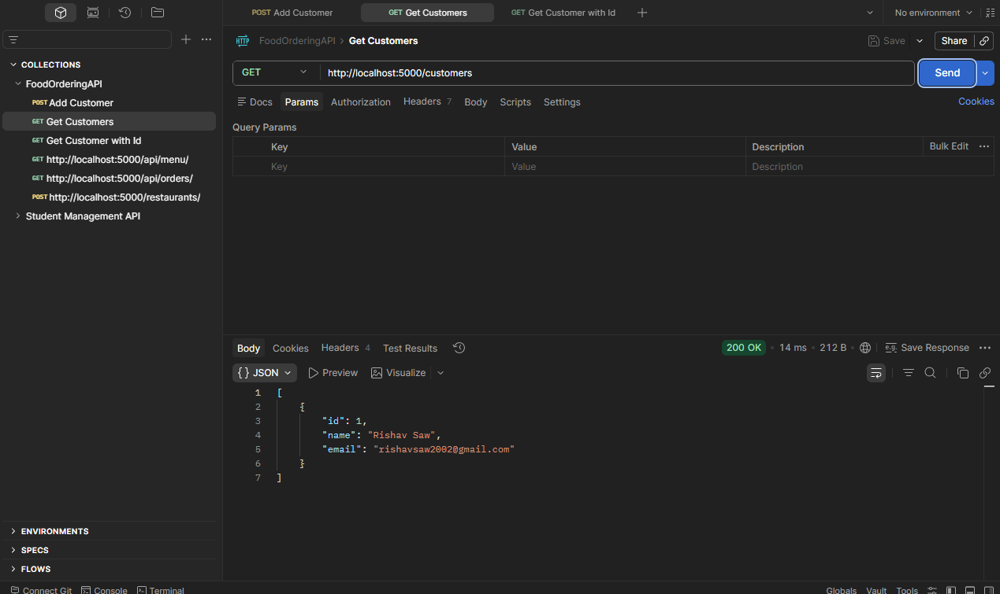 POST Add Customer
GET Get Customers
GET Get Customer with Id
No environment
HTTP FoodOrderingAPI > Get Customers
Save
Share
COLLECTIONS
FoodOrderingAPI
POST Add Customer
GET Get Customers
GET Get Customer with Id
GET http://localhost:5000/api/menu/
GET http://localhost:5000/api/orders/
POST http://localhost:5000/restaurants/
Student Management API
ENVIRONMENTS
SPECS
FLOWS
GET http://localhost:5000/customers
Send
Docs Params Authorization Headers 7 Body Scripts Settings
Cookies
Query Params
Key Value Description Bulk Edit
Key Value Description
Body Cookies Headers 4 Test Results
200 OK • 14 ms • 212 B • e.g. Save Response
{} JSON Preview Visualize
1 [
2 {
3 "id": 1,
4 "name": "Rishav Saw",
5 "email": "rishavsaw2002@gmail.com"
6 }
7 ]
Connect Git Console Terminal
Globals Vault Tools